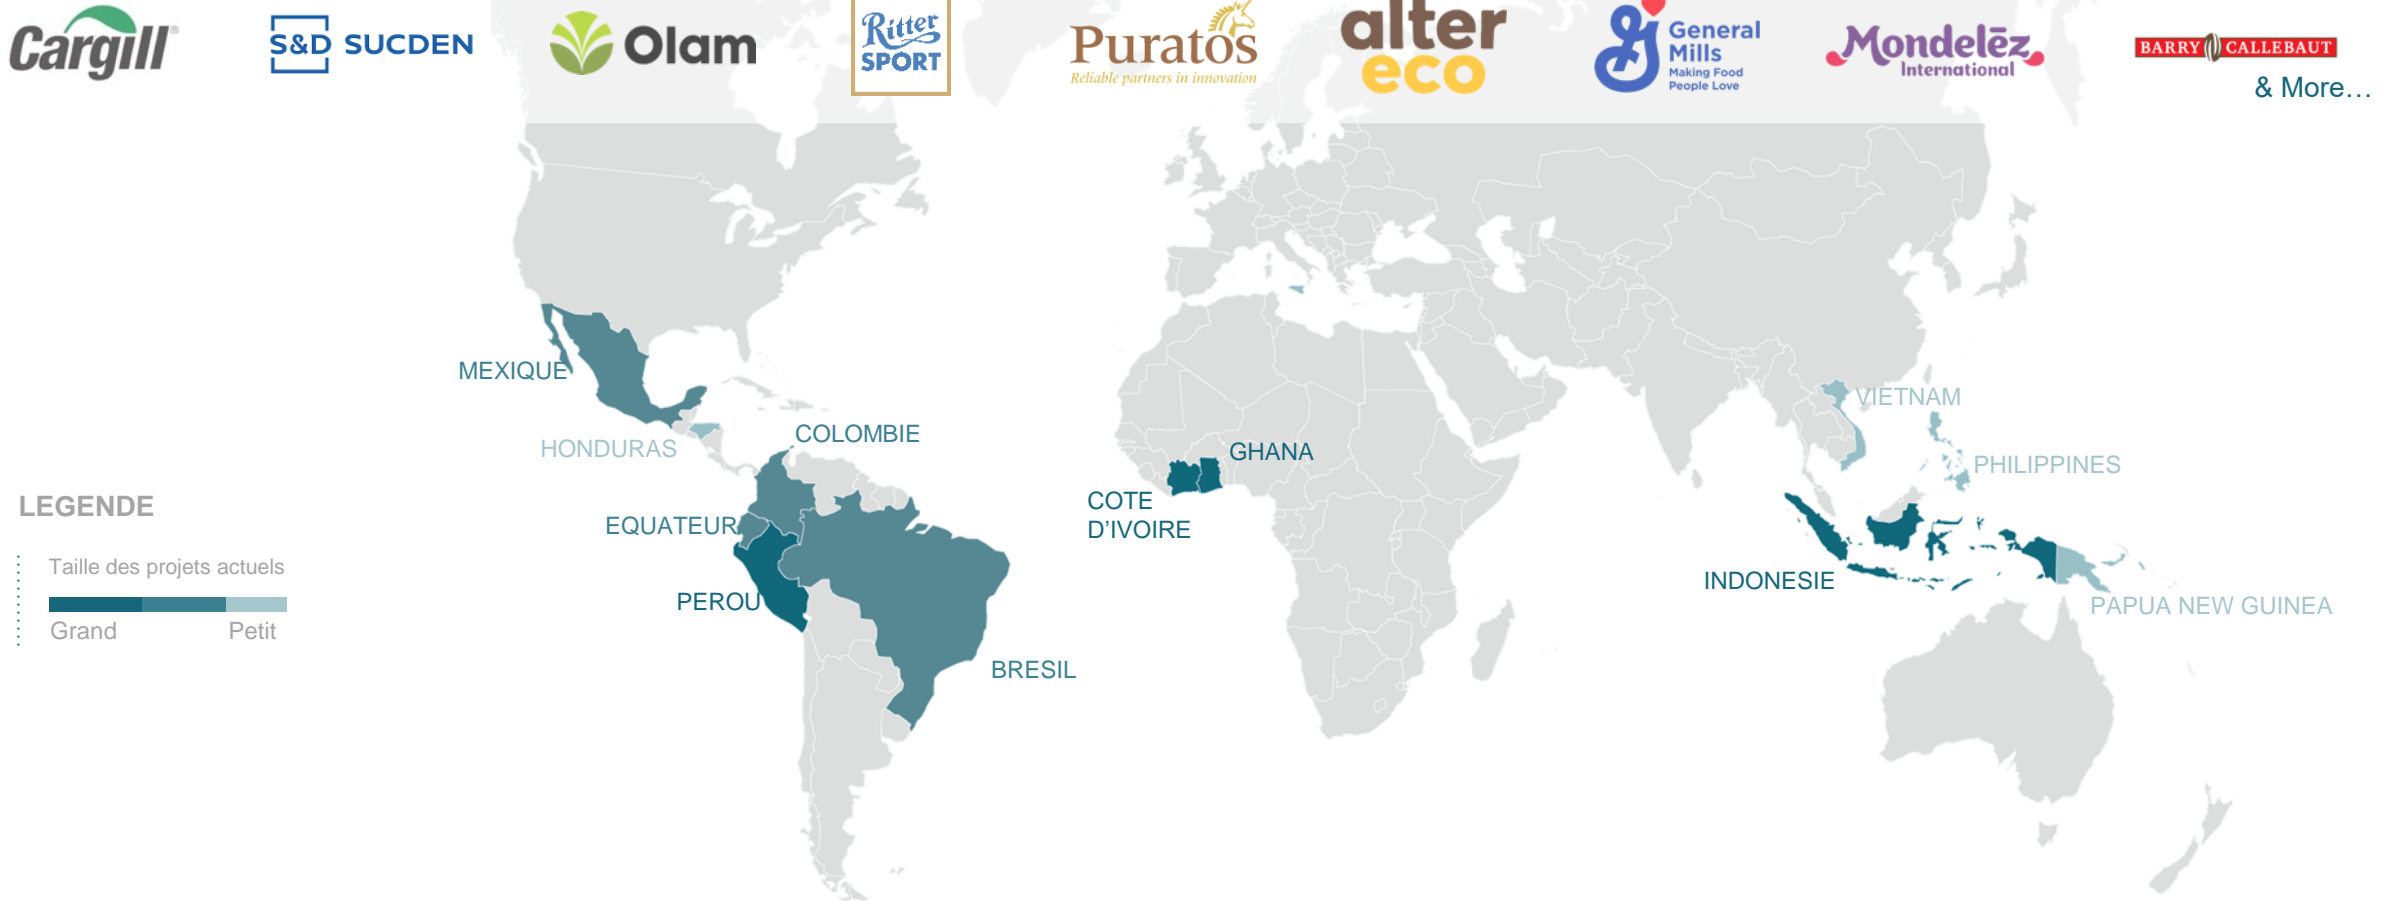 Cargill
S&D SUCDEN
Olam
Ritter
SPORT
Puratos
Reliable partners in innovation
alter
eco
General
Mills
Making Food
People Love
Mondelēz
International
BARRY CALLEBAUT
& More…
MEXIQUE
HONDURAS
COLOMBIE
EQUATEUR
PEROU
BRESIL
GHANA
COTE
D’IVOIRE
VIETNAM
PHILIPPINES
INDONESIE
PAPUA NEW GUINEA
LEGENDE
Taille des projets actuels
Grand Petit